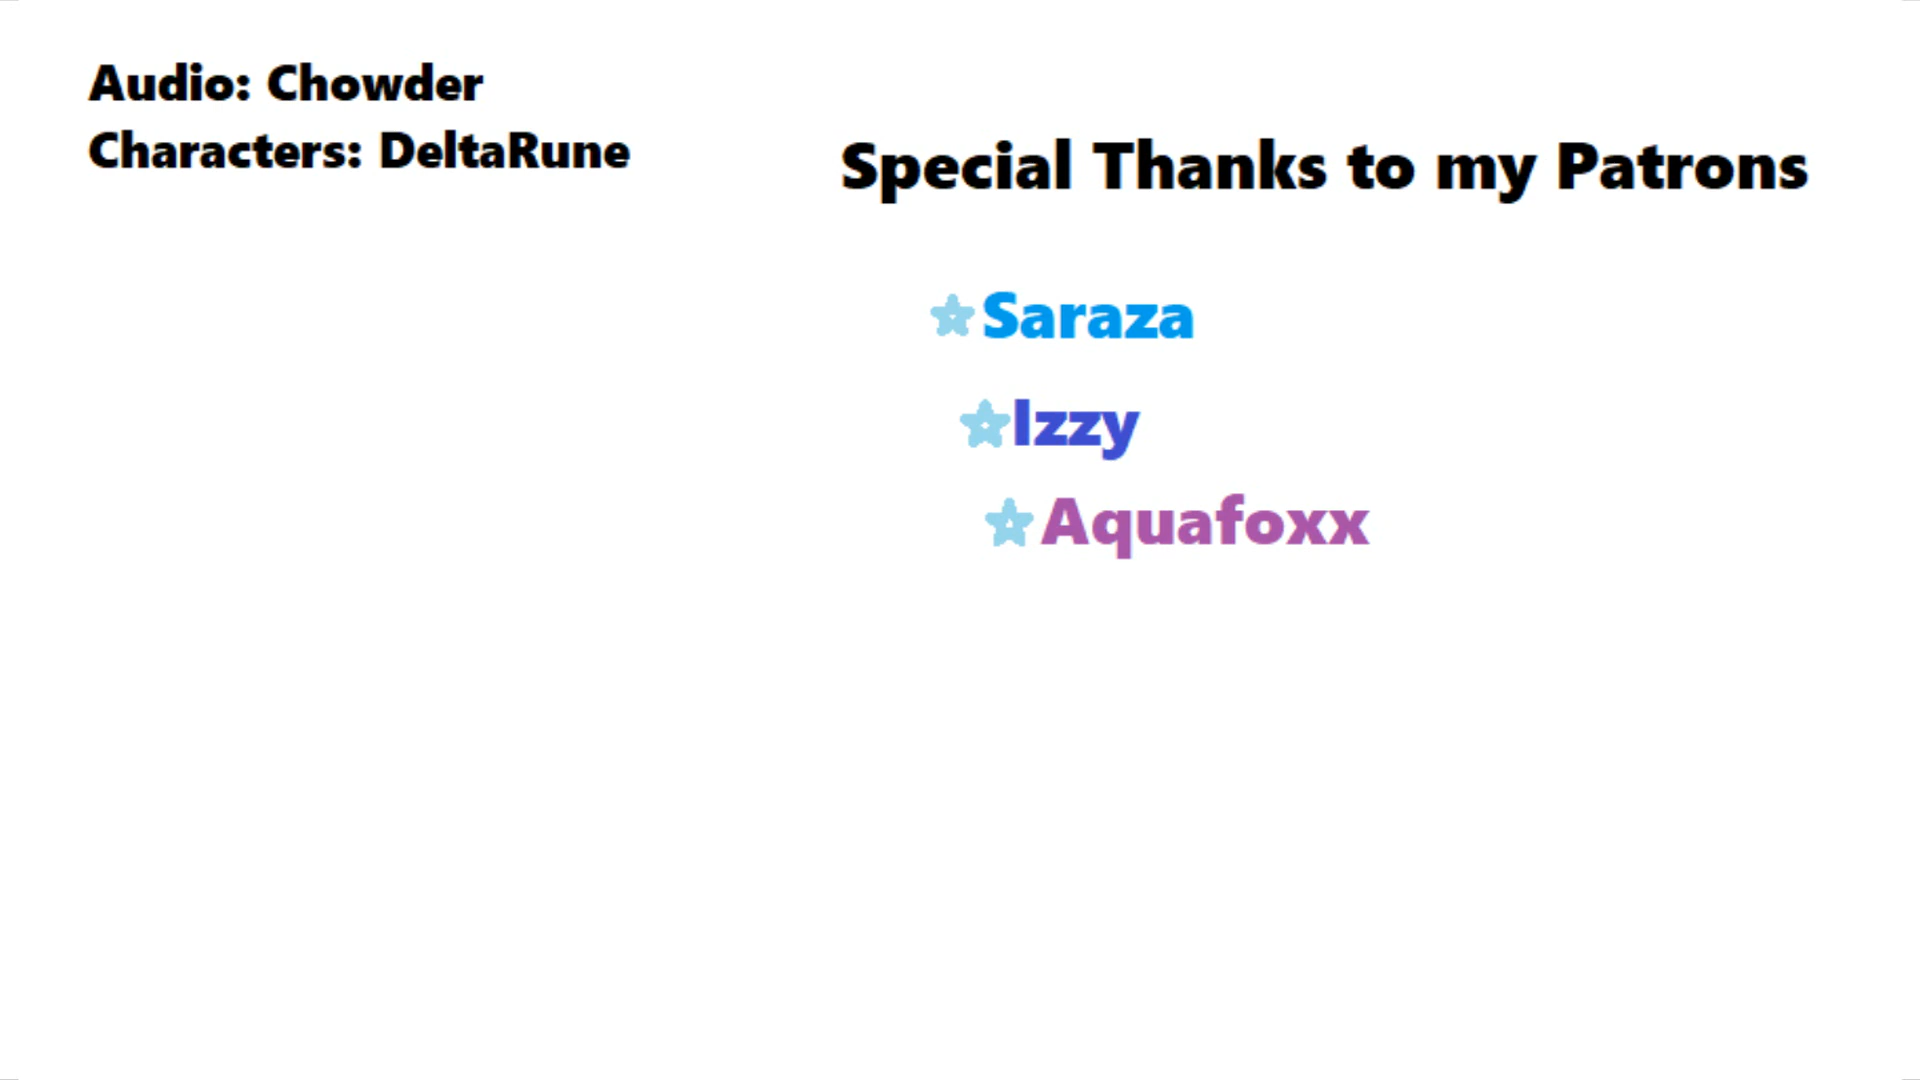 Audio: Chowder
Characters: DeltaRune
Special Thanks to my Patrons
Saraza
Izzy
Aquafoxx